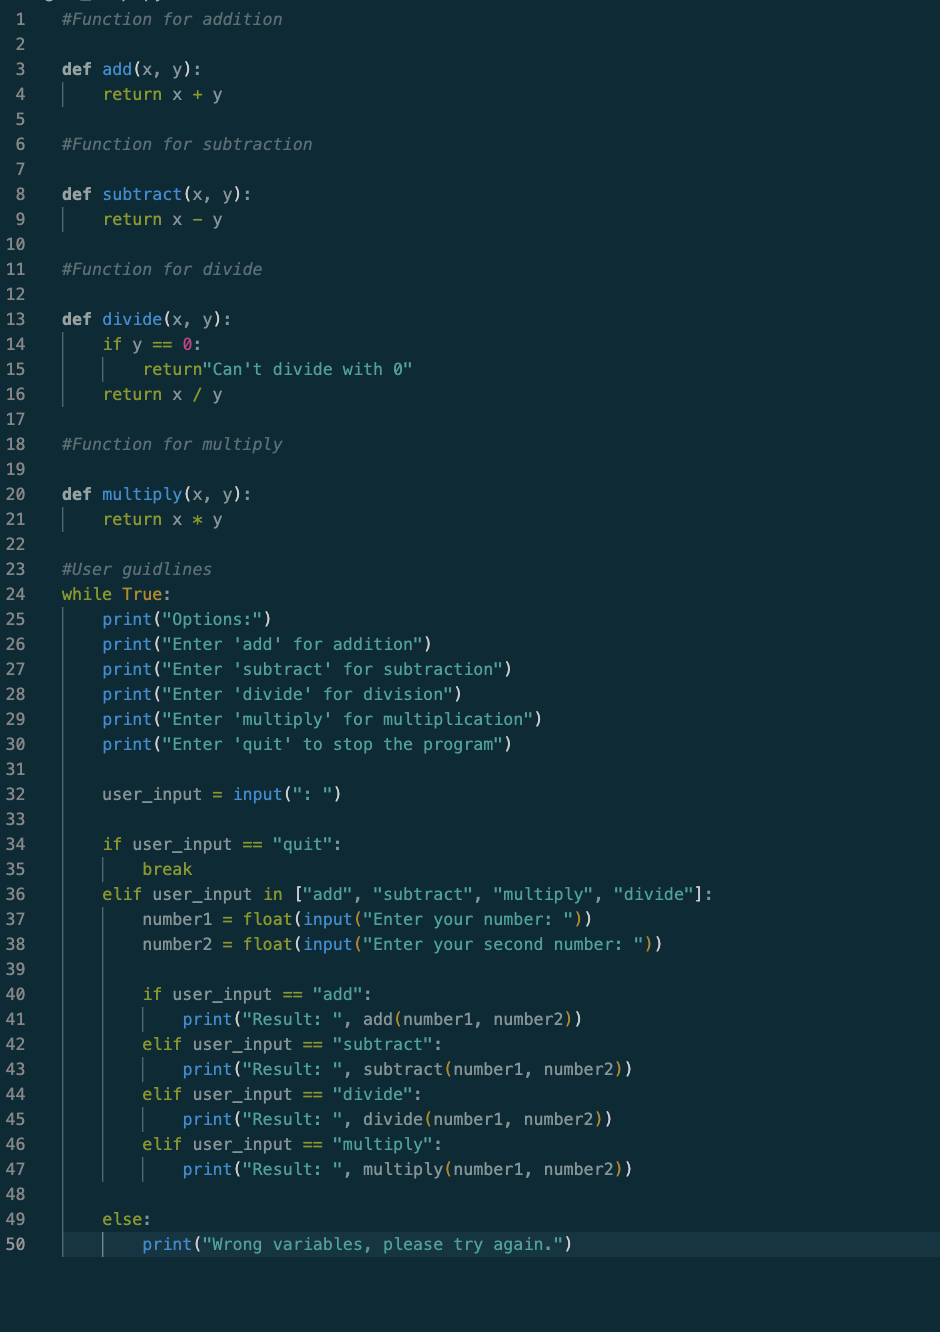 1 #Function for addition
2
3 def add(x, y):
4 return x + y
5
6 #Function for subtraction
7
8 def subtract(x, y):
9 return x - y
10
11 #Function for divide
12
13 def divide(x, y):
14 if y == 0:
15 return"Can't divide with 0"
16 return x / y
17
18 #Function for multiply
19
20 def multiply(x, y):
21 return x * y
22
23 #User guidlines
24 while True:
25 print("Options:")
26 print("Enter 'add' for addition")
27 print("Enter 'subtract' for subtraction")
28 print("Enter 'divide' for division")
29 print("Enter 'multiply' for multiplication")
30 print("Enter 'quit' to stop the program")
31
32 user_input = input(": ")
33
34 if user_input == "quit":
35 break
36 elif user_input in ["add", "subtract", "multiply", "divide"]:
37 number1 = float(input("Enter your number: "))
38 number2 = float(input("Enter your second number: "))
39
40 if user_input == "add":
41 print("Result: ", add(number1, number2))
42 elif user_input == "subtract":
43 print("Result: ", subtract(number1, number2))
44 elif user_input == "divide":
45 print("Result: ", divide(number1, number2))
46 elif user_input == "multiply":
47 print("Result: ", multiply(number1, number2))
48
49 else:
50 print("Wrong variables, please try again.")